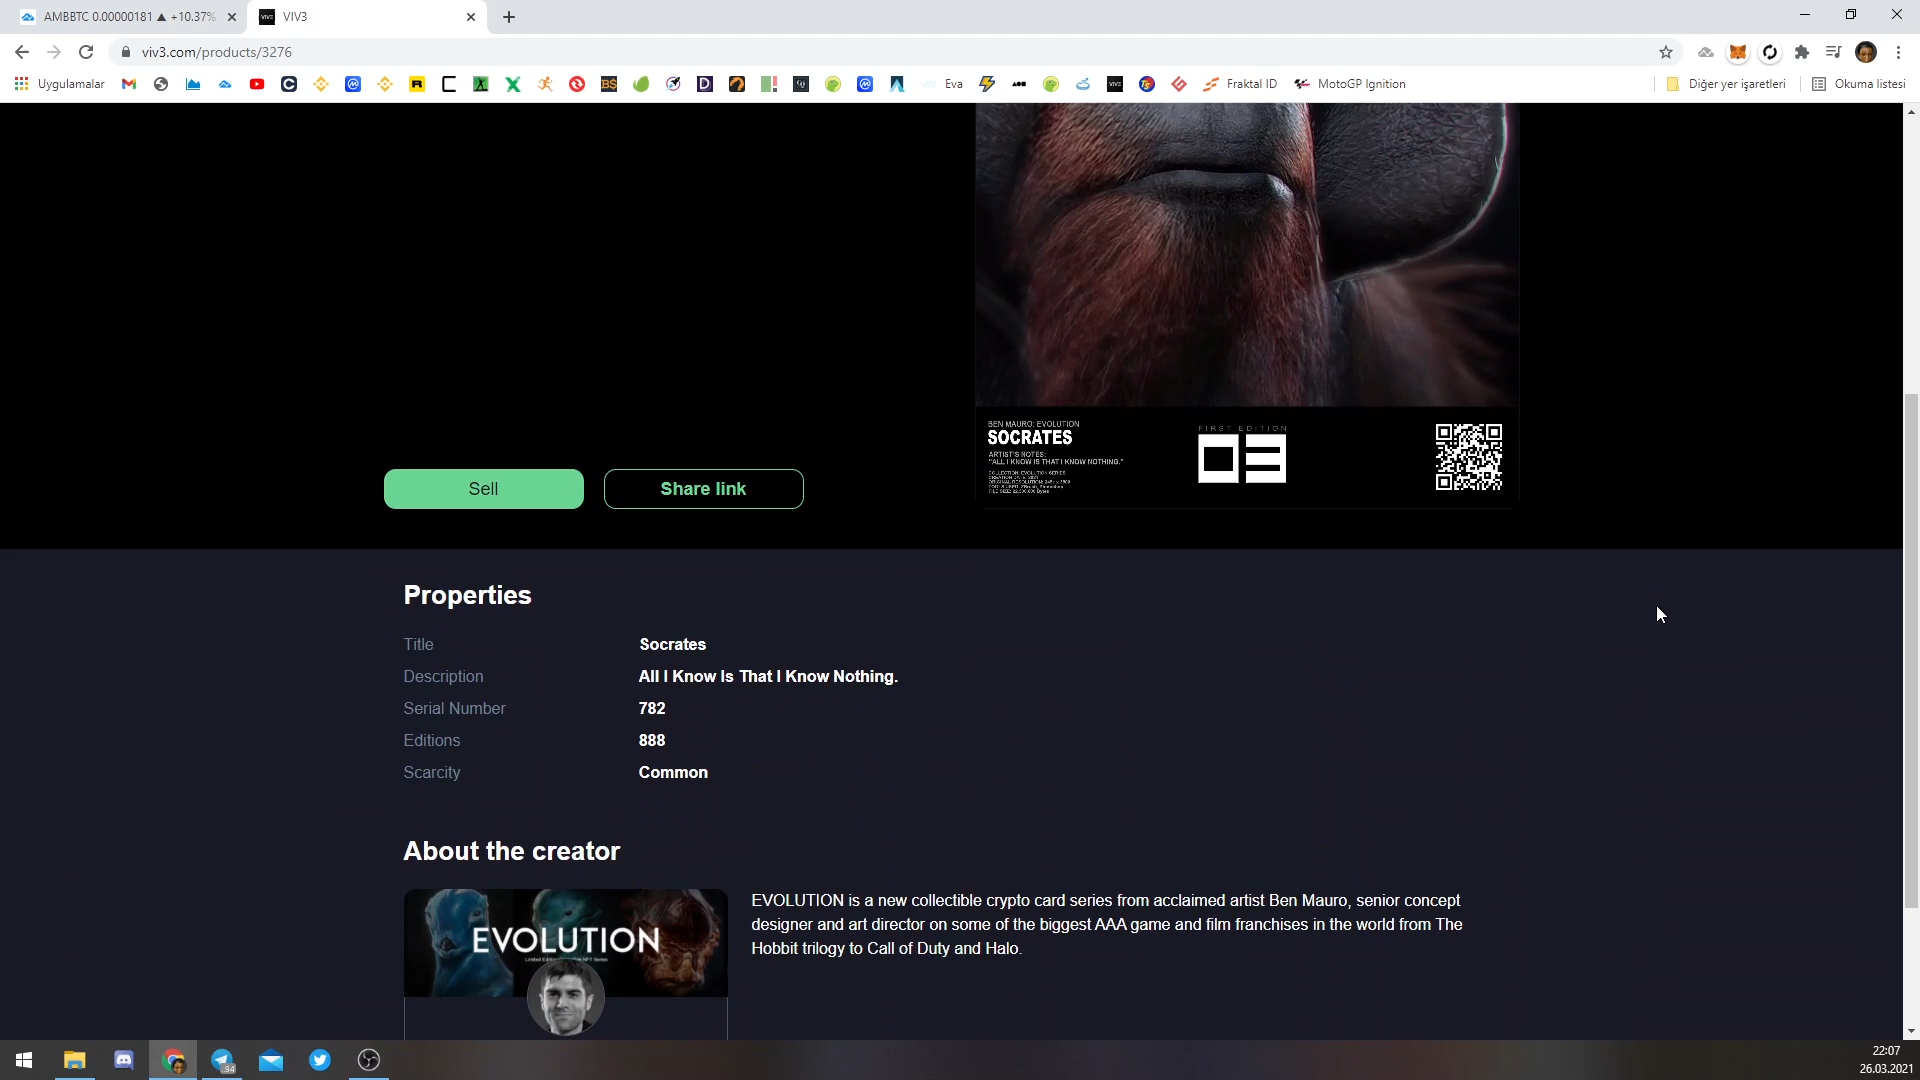 AMBBTC 0.00000181 ▲ +10.37%
VIV3
viv3.com/products/3276
Uygulamalar
Eva
Fraktal ID
MotoGP Ignition
Diğer yer işaretleri
Okuma listesi
BEN MAURO: EVOLUTION
SOCRATES
ARTIST'S NOTES:
"ALL I KNOW IS THAT I KNOW NOTHING."
COLLECTION: EVOLUTION SERIES
FIRST EDITION
03
Sell
Share link
Properties
Title Socrates
Description All I Know Is That I Know Nothing.
Serial Number 782
Editions 888
Scarcity Common
About the creator
EVOLUTION
EVOLUTION is a new collectible crypto card series from acclaimed artist Ben Mauro, senior concept
designer and art director on some of the biggest AAA game and film franchises in the world from The
Hobbit trilogy to Call of Duty and Halo.
94
22:07
26.03.2021